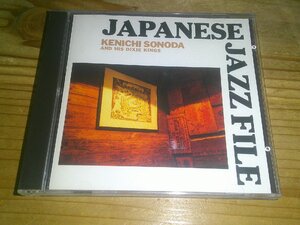 JAPANESE
JAZZ FILE
KENICHI SONODA
AND HIS DIXIE KINGS